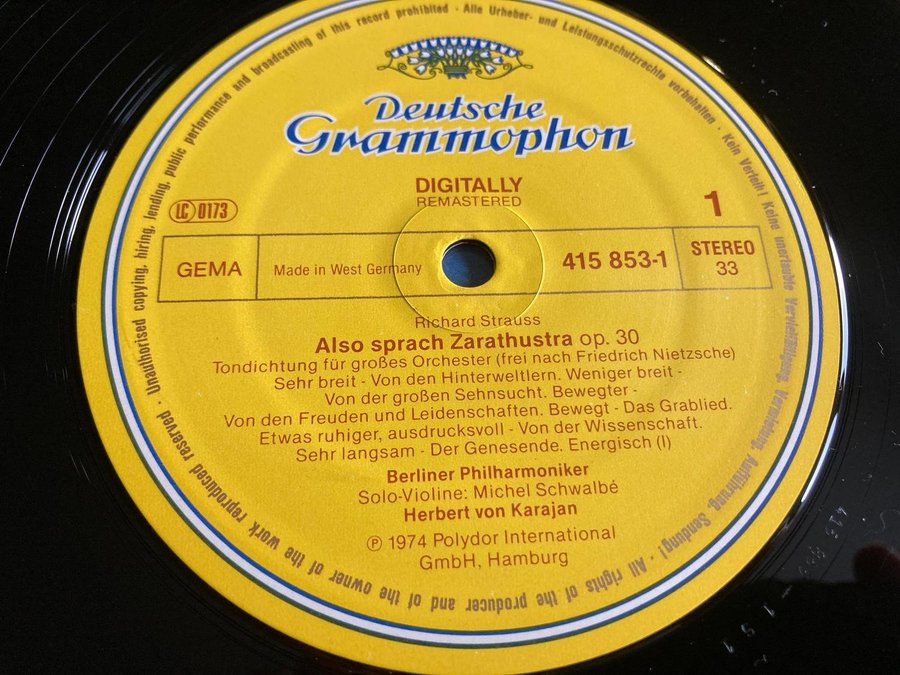 Deutsche
Grammophon
DIGITALLY
REMASTERED
LC 0173
1
GEMA
Made in West Germany
415 853-1
STEREO
33
Richard Strauss
Also sprach Zarathustra op. 30
Tondichtung für großes Orchester (frei nach Friedrich Nietzsche)
Sehr breit - Von den Hinterweltlern. Weniger breit -
Von der großen Sehnsucht. Bewegter -
Von den Freuden und Leidenschaften. Bewegt - Das Grablied.
Etwas ruhiger, ausdrucksvoll - Von der Wissenschaft.
Sehr langsam - Der Genesende. Energisch (I)
Berliner Philharmoniker
Solo-Violine: Michel Schwalbé
Herbert von Karajan
℗ 1974 Polydor International
GmbH, Hamburg
Alle Urheber- und Leistungsschutzrechte vorbehalten · Kein Verleih! Keine unerlaubte Vervielfältigung, Vermietung, Aufführung, Sendung! · All rights of the producer and of the owner of the work reproduced reserved · Unauthorised copying, hiring, lending, public performance and broadcasting of this record prohibited ·